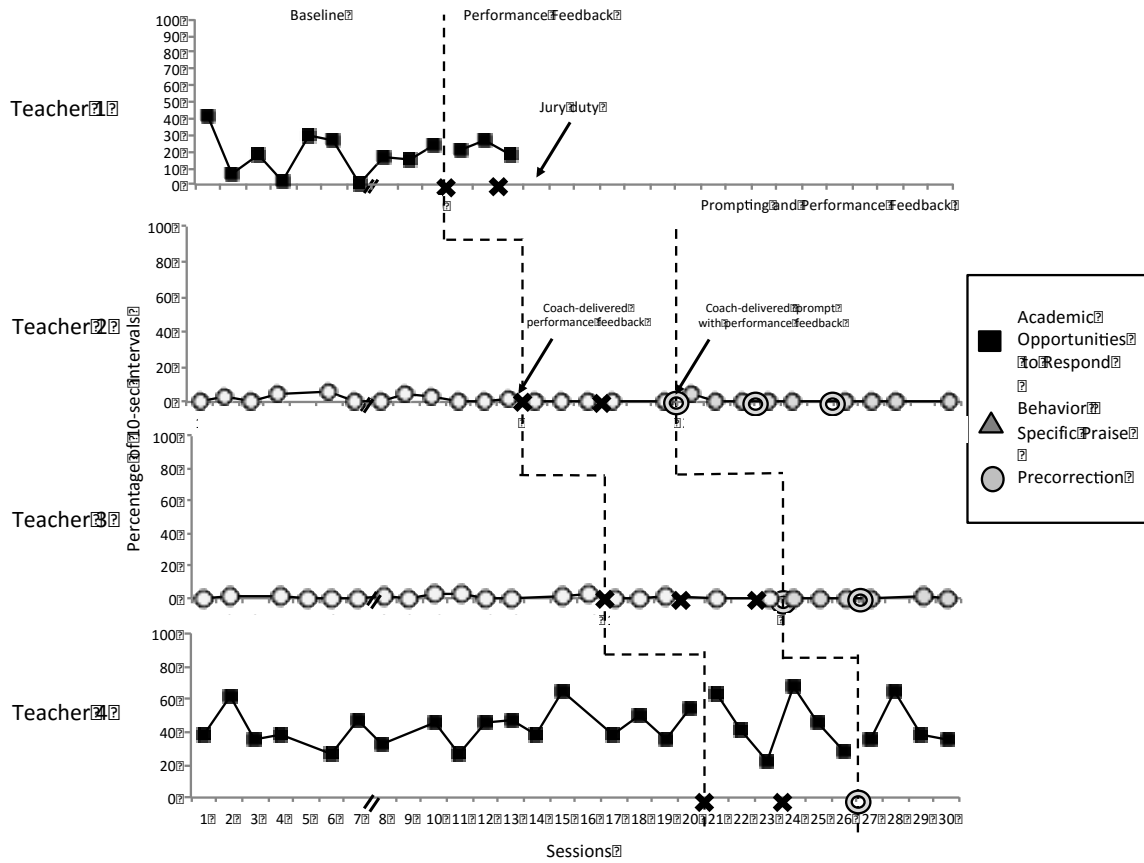 Baseline
Performance Feedback
100
90
80
70
60
50
40
30
20
10
0
Teacher 1
Jury duty
Prompting and Performance Feedback
100
80
60
40
20
0
Teacher 2
Coach-delivered
performance feedback
Coach-delivered prompt
with performance feedback
Percentage of 10-sec intervals
100
80
60
40
20
0
Teacher 3
100
80
60
40
20
0
Teacher 4
1 2 3 4 5 6 7 8 9 10 11 12 13 14 15 16 17 18 19 20 21 22 23 24 25 26 27 28 29 30
Sessions
Academic
Opportunities
to Respond
Behavior
Specific Praise
Precorrection